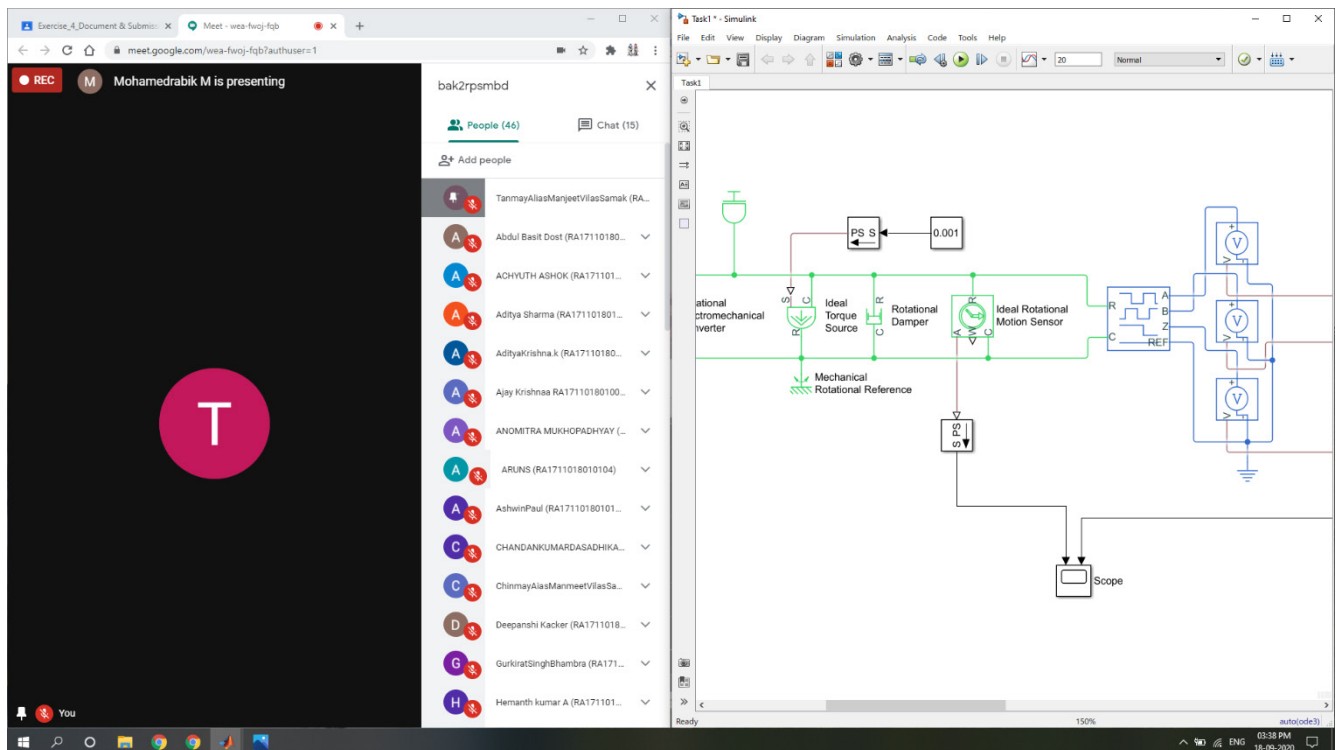 Exercise_4_Document & Submiss
Meet - wea-fwoj-fqb
meet.google.com/wea-fwoj-fqb?authuser=1
REC
M
Mohamedrabik M is presenting
T
You
bak2rpsmbd
People (46)
Chat (15)
Add people
TanmayAliasManjeetVilasSamak (RA...
A
Abdul Basit Dost (RA17110180...
A
ACHYUTH ASHOK (RA171101...
A
Aditya Sharma (RA171101801...
A
AdityaKrishna.k (RA17110180...
A
Ajay Krishnaa RA17110180100...
A
ANOMITRA MUKHOPADHYAY (...
A
ARUNS (RA1711018010104)
A
AshwinPaul (RA17110180101...
C
CHANDANKUMARDASADHIKA...
C
ChinmayAiasManmeetVilasSa...
D
Deepanshi Kacker (RA1711018...
G
GurkiratSinghBhambra (RA171...
H
Hemanth kumar A (RA171101...
Task1 * - Simulink
File Edit View Display Diagram Simulation Analysis Code Tools Help
20
Normal
Task1
PS S
0.001
ational
ctromechanical
nverter
S C
R
Ideal
Torque
Source
R
C
Rotational
Damper
R
A W C
Ideal Rotational
Motion Sensor
Mechanical
Rotational Reference
R
C
A
B
Z
REF
V
V
V
V
V
V
S PS
Scope
Ready
150%
auto(ode3)
ENG
03:38 PM
18-09-2020